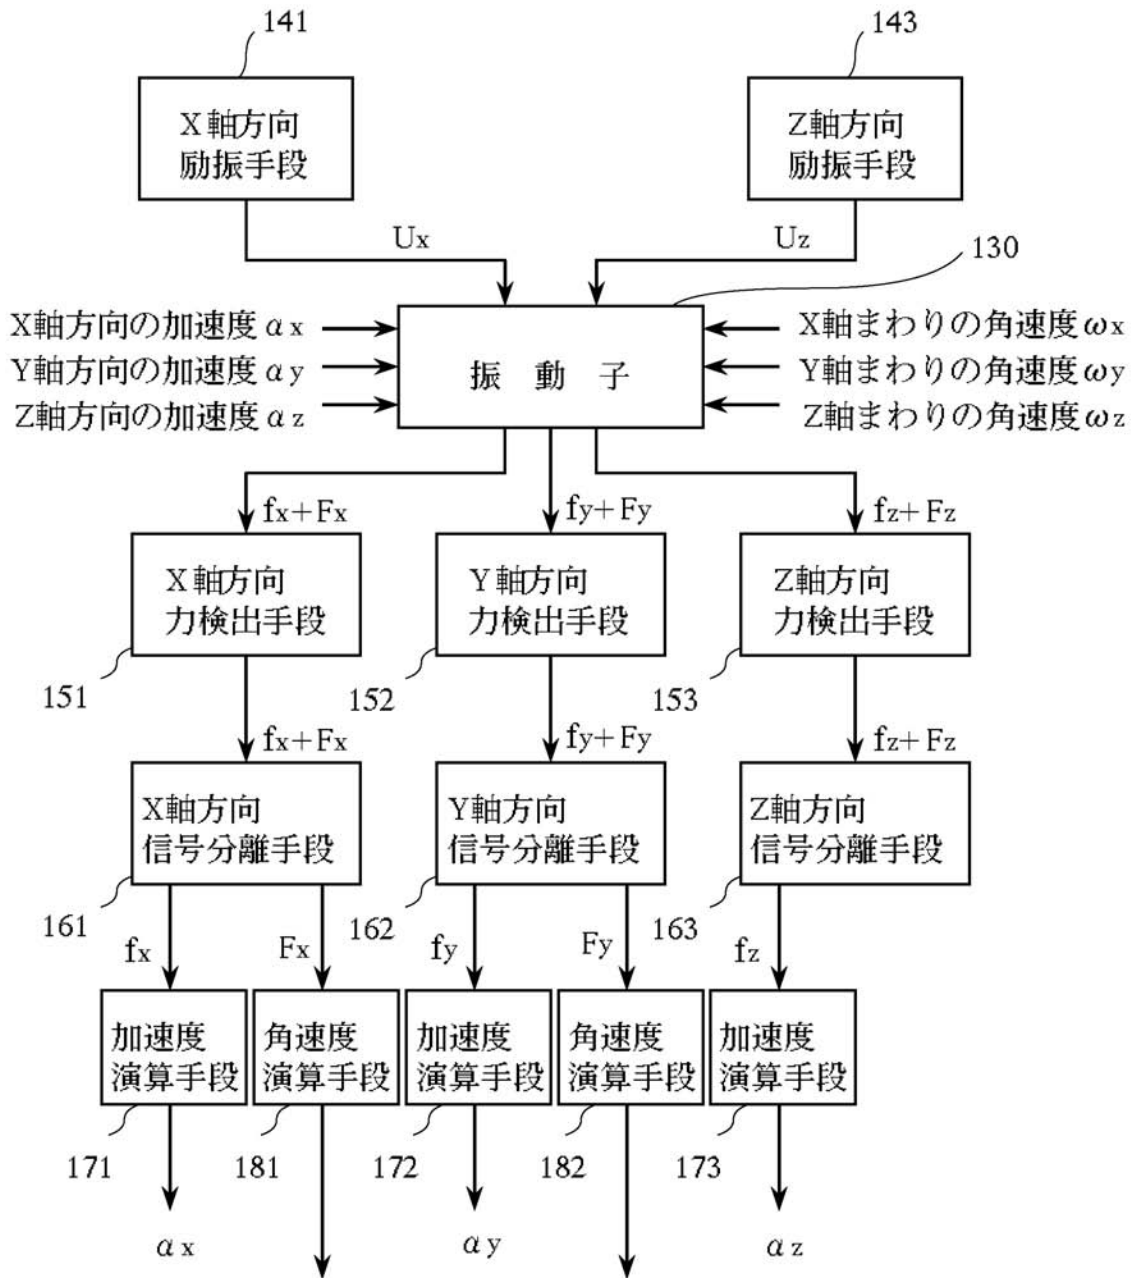 141
143
X軸方向
励振手段
Z軸方向
励振手段
Ux
Uz
130
X軸方向の加速度αx
Y軸方向の加速度αy
Z軸方向の加速度αz
振 動 子
X軸まわりの角速度ωx
Y軸まわりの角速度ωy
Z軸まわりの角速度ωz
fx+Fx
fy+Fy
fz+Fz
X軸方向
力検出手段
Y軸方向
力検出手段
Z軸方向
力検出手段
151
152
153
fx+Fx
fy+Fy
fz+Fz
X軸方向
信号分離手段
Y軸方向
信号分離手段
Z軸方向
信号分離手段
161
162
163
fx
Fx
fy
Fy
fz
加速度
演算手段
角速度
演算手段
加速度
演算手段
角速度
演算手段
加速度
演算手段
171
181
172
182
173
αx
αy
αz